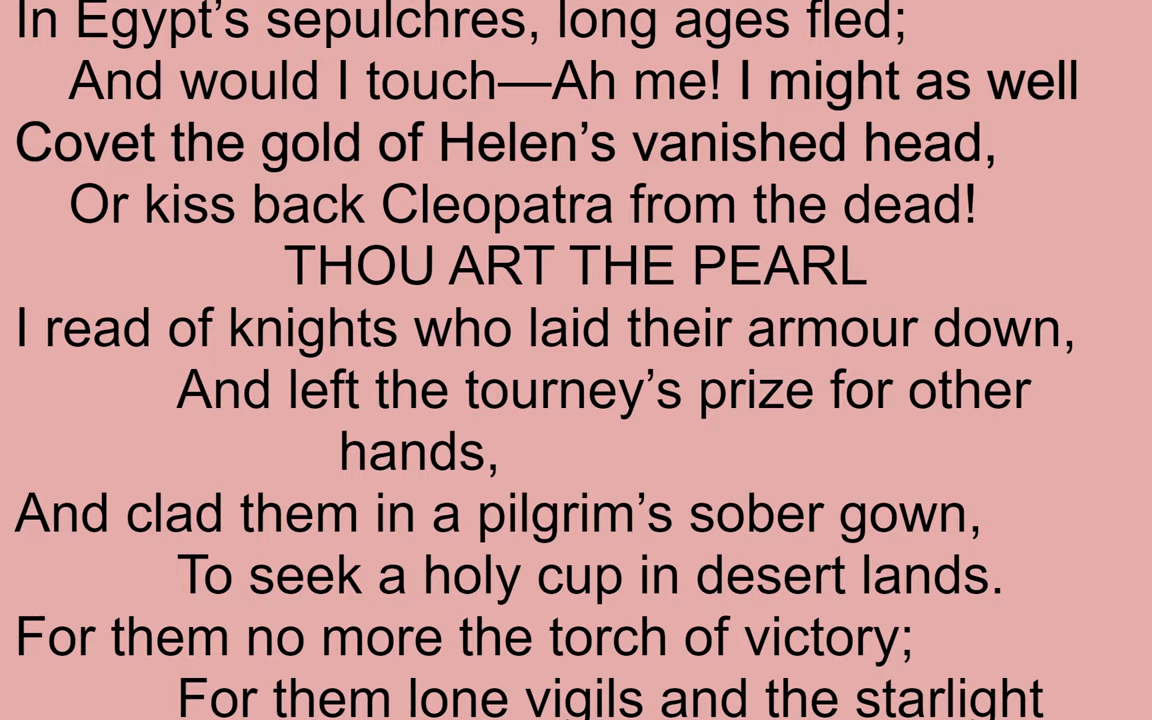 In Egypt’s sepulchres, long ages fled;
And would I touch—Ah me! I might as well
Covet the gold of Helen’s vanished head,
Or kiss back Cleopatra from the dead!
THOU ART THE PEARL
I read of knights who laid their armour down,
And left the tourney’s prize for other
hands,
And clad them in a pilgrim’s sober gown,
To seek a holy cup in desert lands.
For them no more the torch of victory;
For them lone vigils and the starlight